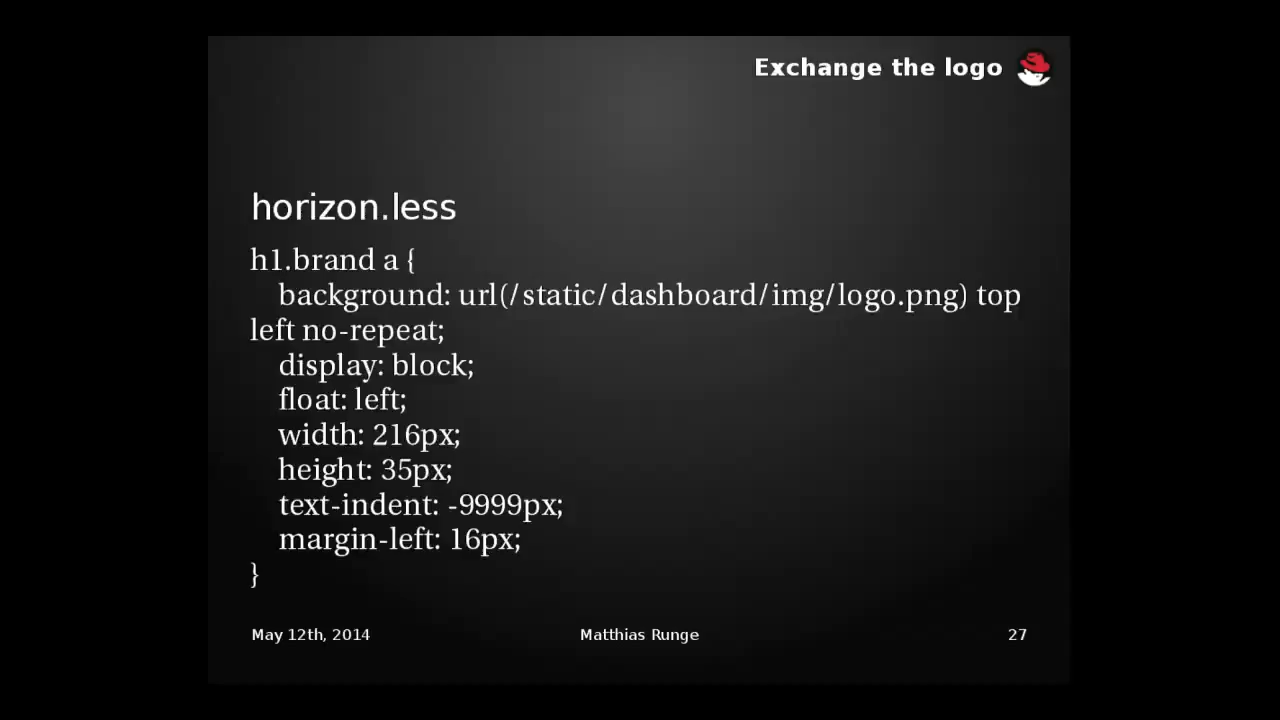 Exchange the logo
horizon.less
h1.brand a {
background: url(/static/dashboard/img/logo.png) top
left no-repeat;
display: block;
float: left;
width: 216px;
height: 35px;
text-indent: -9999px;
margin-left: 16px;
}
May 12th, 2014
Matthias Runge
27